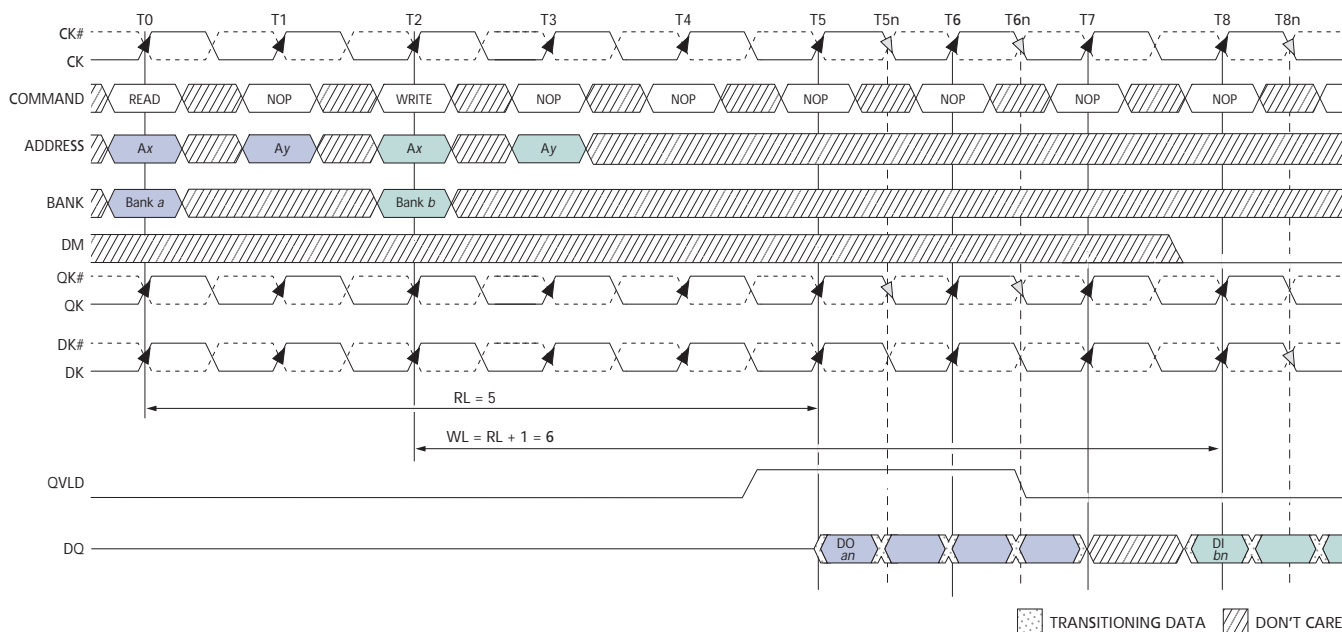 T0 T1 T2 T3 T4 T5 T5n T6 T6n T7 T8 T8n
CK#
CK
COMMAND READ NOP WRITE NOP NOP NOP NOP NOP NOP
ADDRESS Ax Ay Ax Ay
BANK Bank a Bank b
DM
QK#
QK
DK#
DK
RL = 5
WL = RL + 1 = 6
QVLD
DQ DO an DI bn
TRANSITIONING DATA DON'T CARE